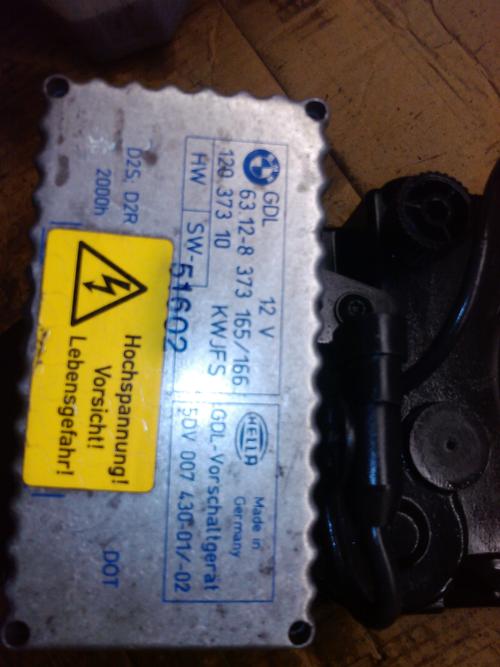 GDL 12 V
63.12-8 373 165/166
120 373 10 KWJFS
HW SW-51602
HELLA Made in
Germany
GDL-Vorschaltgerät
5DV 007 430-01/-02
D2S, D2R
2000h
Hochspannung!
Vorsicht!
Lebensgefahr!
DOT